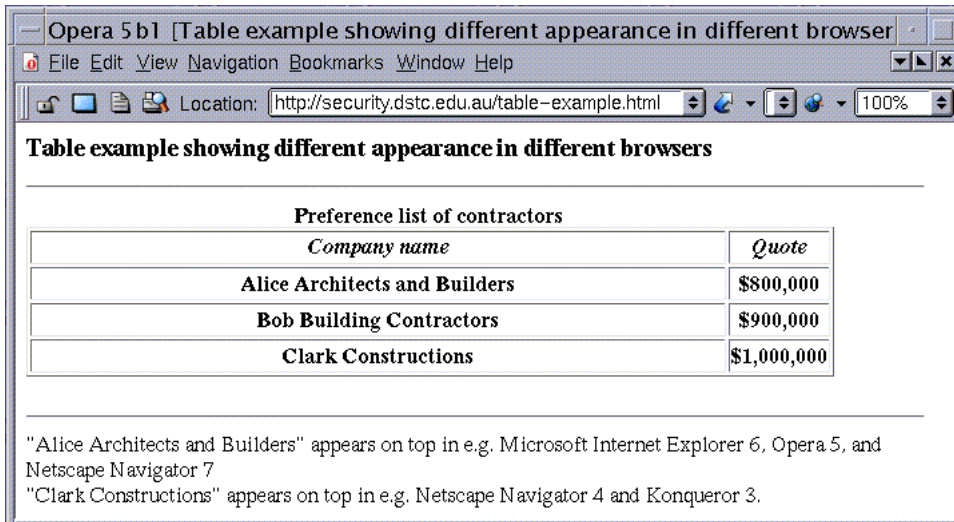 Opera 5b1 [Table example showing different appearance in different browser
File Edit View Navigation Bookmarks Window Help
Location: http://security.dstc.edu.au/table-example.html 100%
Table example showing different appearance in different browsers
Preference list of contractors
Company name Quote
Alice Architects and Builders $800,000
Bob Building Contractors $900,000
Clark Constructions $1,000,000
"Alice Architects and Builders" appears on top in e.g. Microsoft Internet Explorer 6, Opera 5, and
Netscape Navigator 7
"Clark Constructions" appears on top in e.g. Netscape Navigator 4 and Konqueror 3.